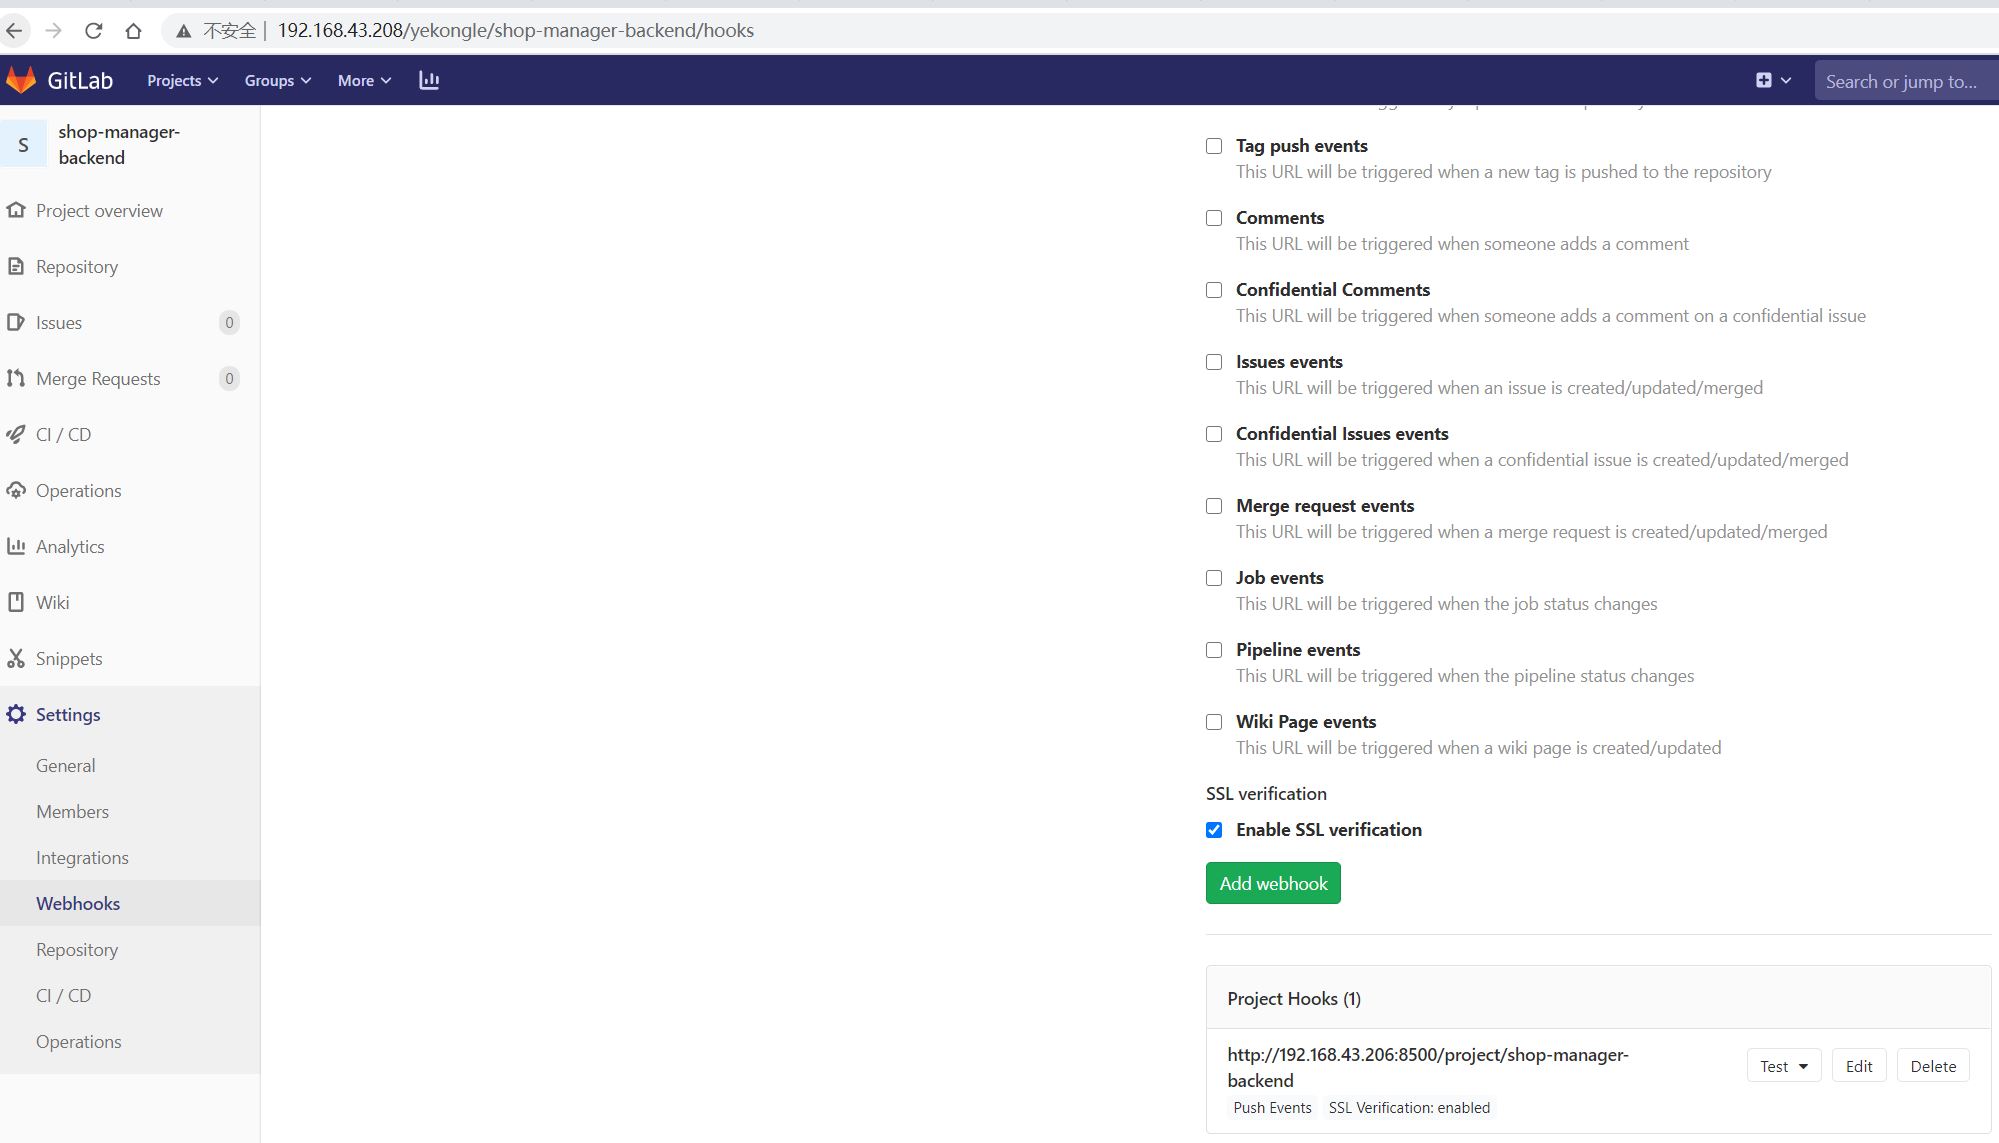 不安全 | 192.168.43.208/yekongle/shop-manager-backend/hooks
GitLab Projects Groups More Search or jump to...
S
shop-manager-
backend
Project overview
Repository
Issues 0
Merge Requests 0
CI / CD
Operations
Analytics
Wiki
Snippets
Settings
General
Members
Integrations
Webhooks
Repository
CI / CD
Operations
Tag push events
This URL will be triggered when a new tag is pushed to the repository
Comments
This URL will be triggered when someone adds a comment
Confidential Comments
This URL will be triggered when someone adds a comment on a confidential issue
Issues events
This URL will be triggered when an issue is created/updated/merged
Confidential Issues events
This URL will be triggered when a confidential issue is created/updated/merged
Merge request events
This URL will be triggered when a merge request is created/updated/merged
Job events
This URL will be triggered when the job status changes
Pipeline events
This URL will be triggered when the pipeline status changes
Wiki Page events
This URL will be triggered when a wiki page is created/updated
SSL verification
Enable SSL verification
Add webhook
Project Hooks (1)
http://192.168.43.206:8500/project/shop-manager-
backend
Test Edit Delete
Push Events SSL Verification: enabled